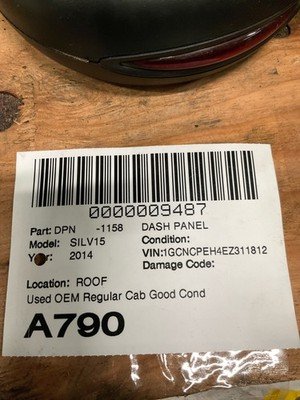 0000009487
Part: DPN -1158 DASH PANEL
Model: SILV15 Condition:
Year: 2014 VIN:1GCNCPEH4EZ311812
Damage Code:
Location: ROOF
Used OEM Regular Cab Good Cond
A790